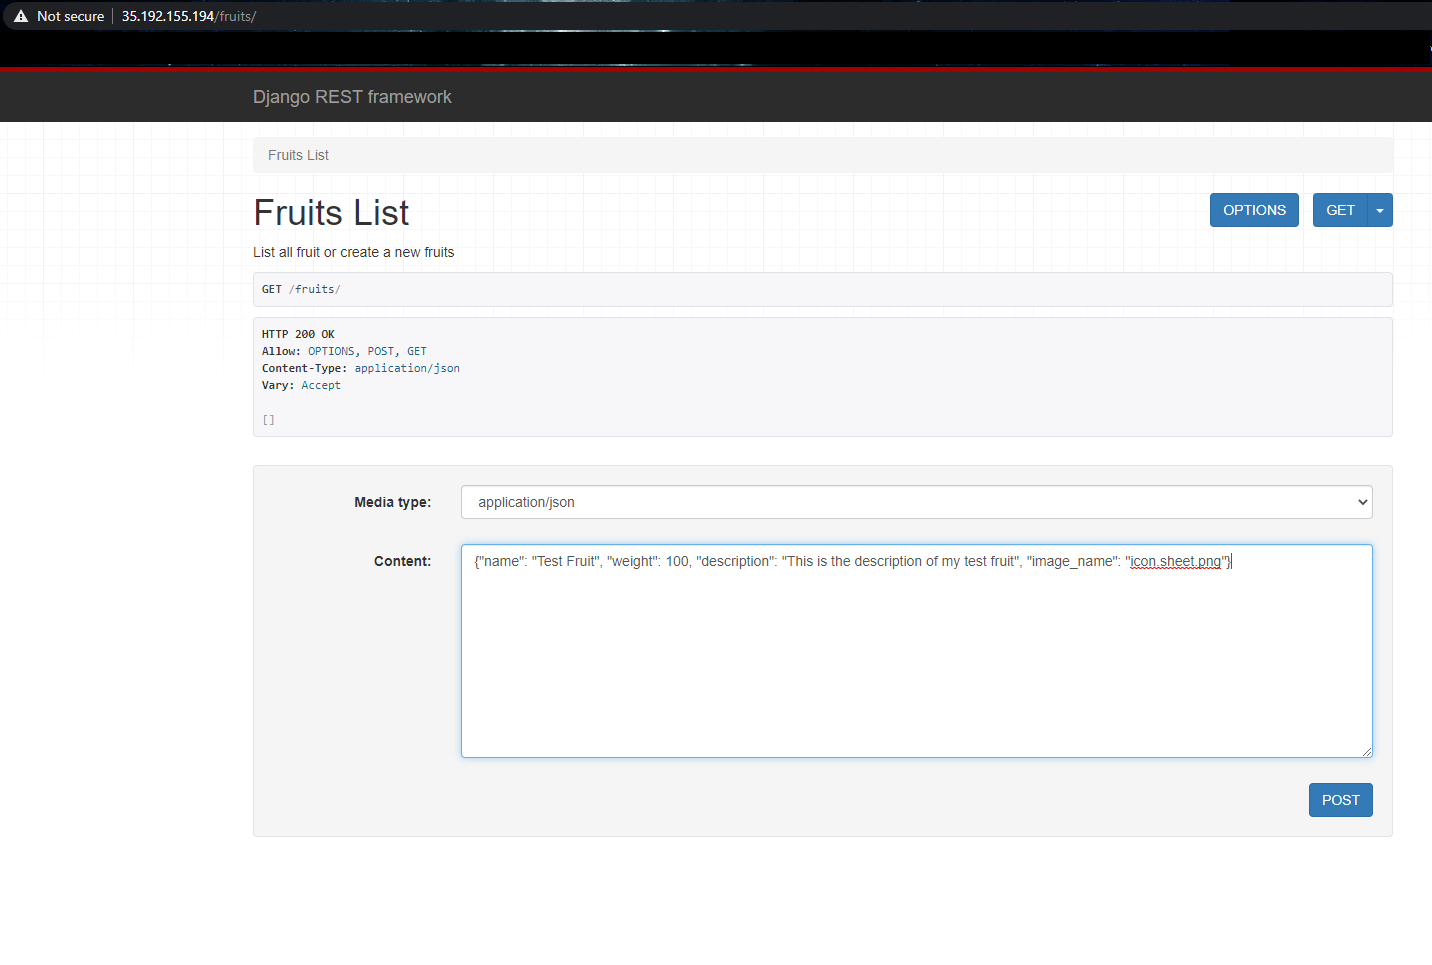 Not secure 35.192.155.194/fruits/
Django REST framework
Fruits List
Fruits List
OPTIONS GET
List all fruit or create a new fruits
GET /fruits/
HTTP 200 OK
Allow: OPTIONS, POST, GET
Content-Type: application/json
Vary: Accept
[]
Media type: application/json
Content: {"name": "Test Fruit", "weight": 100, "description": "This is the description of my test fruit", "image_name": "icon.sheet.png"}
POST